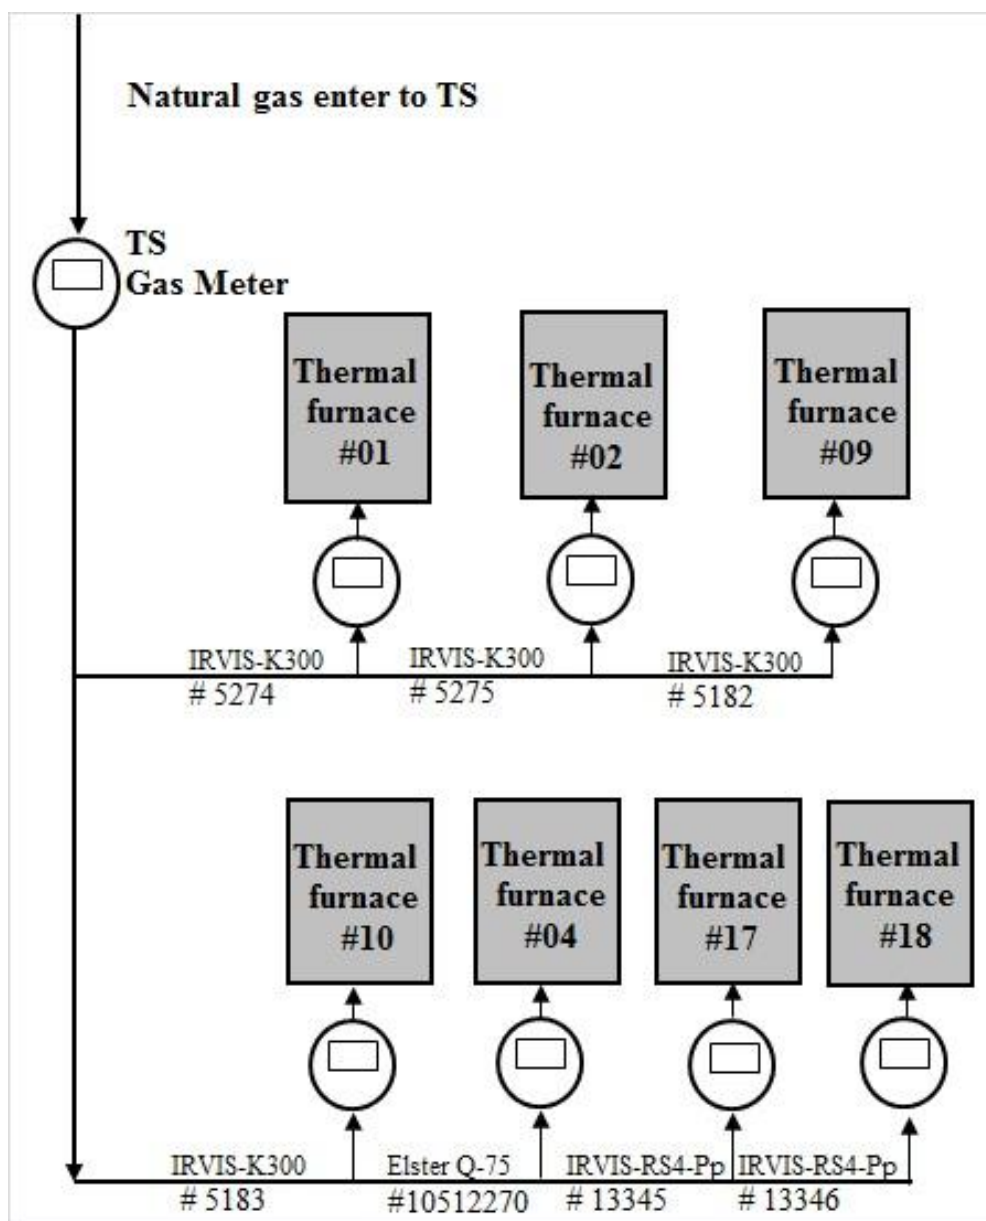 Natural gas enter to TS
TS
Gas Meter
Thermal
furnace
#01
Thermal
furnace
#02
Thermal
furnace
#09
IRVIS-K300
# 5274
IRVIS-K300
# 5275
IRVIS-K300
# 5182
Thermal
furnace
#10
Thermal
furnace
#04
Thermal
furnace
#17
Thermal
furnace
#18
IRVIS-K300
# 5183
Elster Q-75
#10512270
IRVIS-RS4-Pp
# 13345
IRVIS-RS4-Pp
# 13346